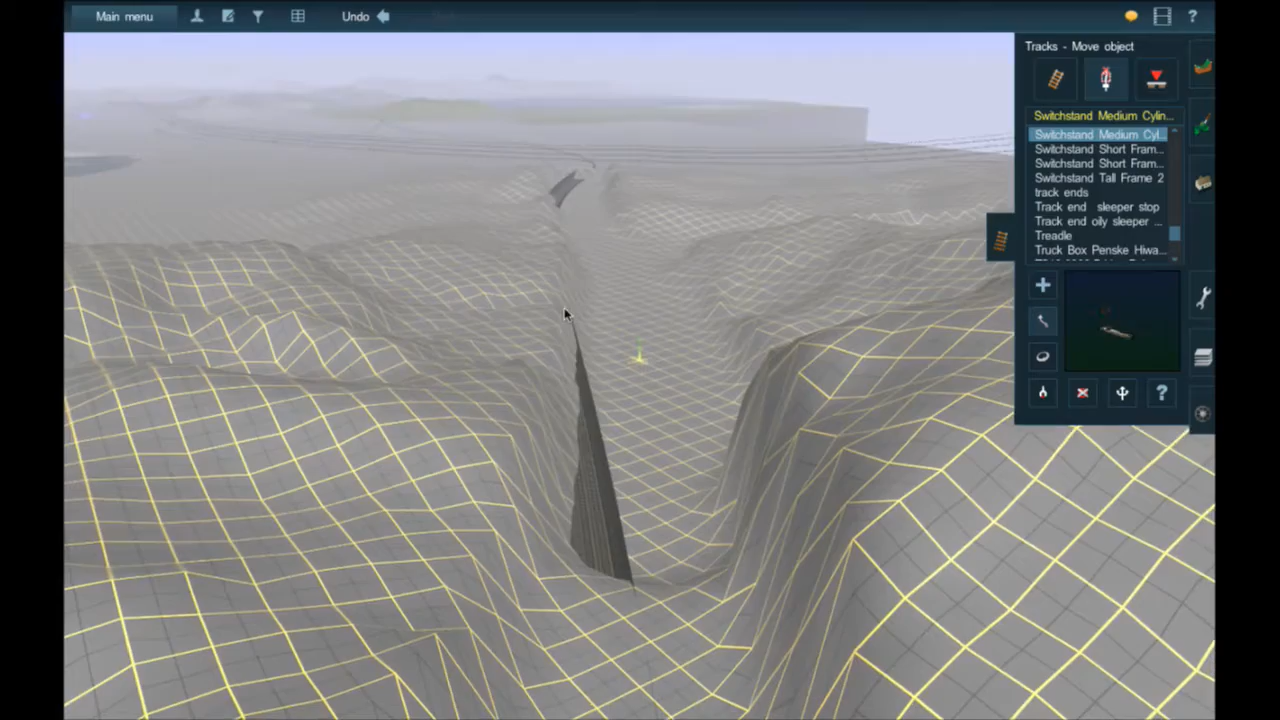 Main menu
Undo
?
Tracks - Move object
Switchstand Medium Cylin...
Switchstand Medium Cyl...
Switchstand Short Fram...
Switchstand Short Fram...
Switchstand Tall Frame 2
track ends
Track end sleeper stop
Track end oily sleeper ...
Treadle
Truck Box Penske Hiwa...
?